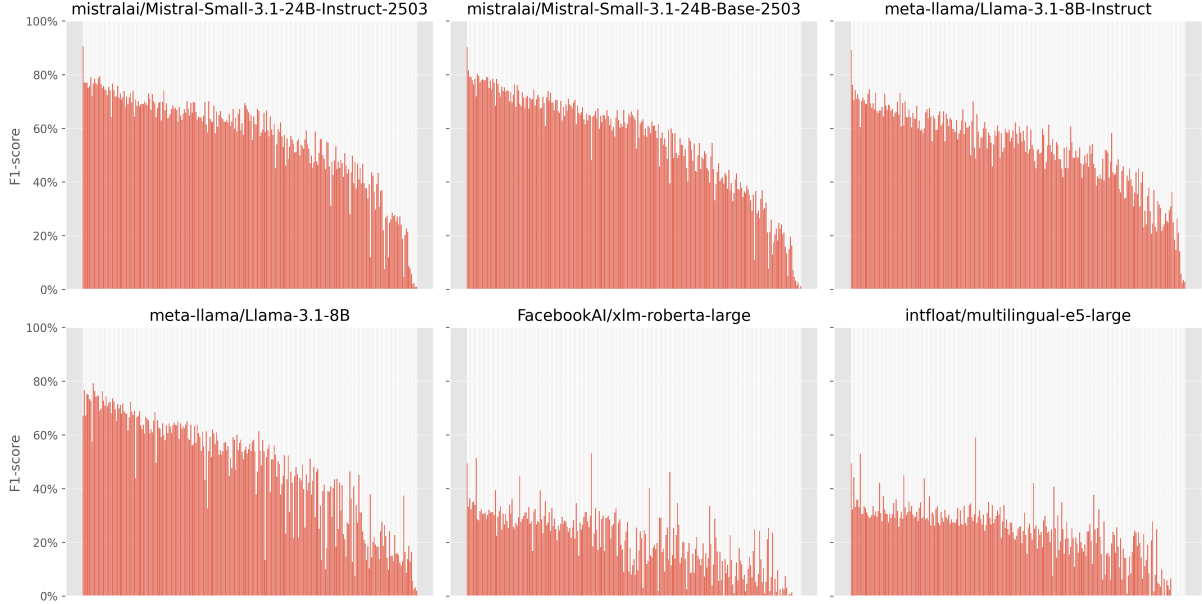 mistralai/Mistral-Small-3.1-24B-Instruct-2503
mistralai/Mistral-Small-3.1-24B-Base-2503
meta-llama/Llama-3.1-8B-Instruct
100%
80%
60%
40%
20%
0%
F1-score
meta-llama/Llama-3.1-8B
FacebookAI/xlm-roberta-large
intfloat/multilingual-e5-large
100%
80%
60%
40%
20%
0%
F1-score